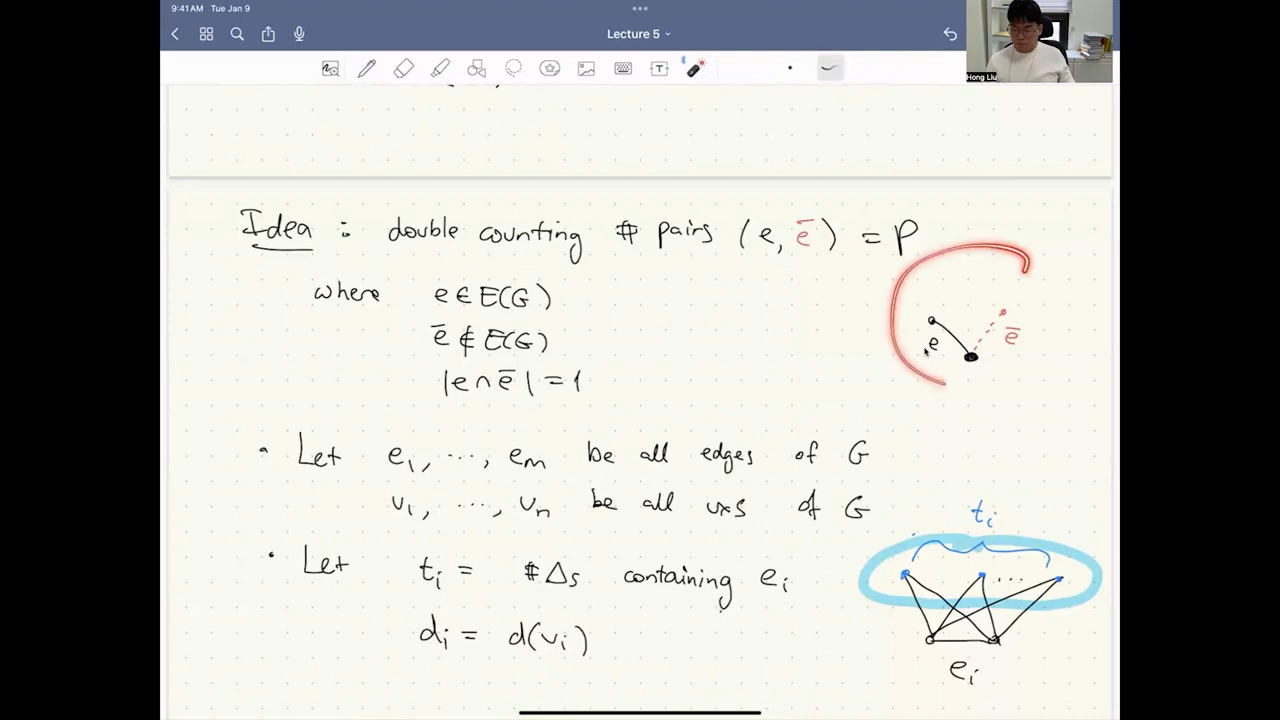 9:41 AM Tue Jan 9
Lecture 5
Hong Liu
Idea : double counting # pairs (e, ē) = P
where e ∈ E(G)
ē ∉ E(G)
|e ∩ ē| = 1
e
ē
• Let e₁, ⋯, eₘ be all edges of G
v₁, ⋯, vₙ be all vxs of G
• Let tᵢ = #Δs containing eᵢ
dᵢ = d(vᵢ)
tᵢ
⋯
eᵢ